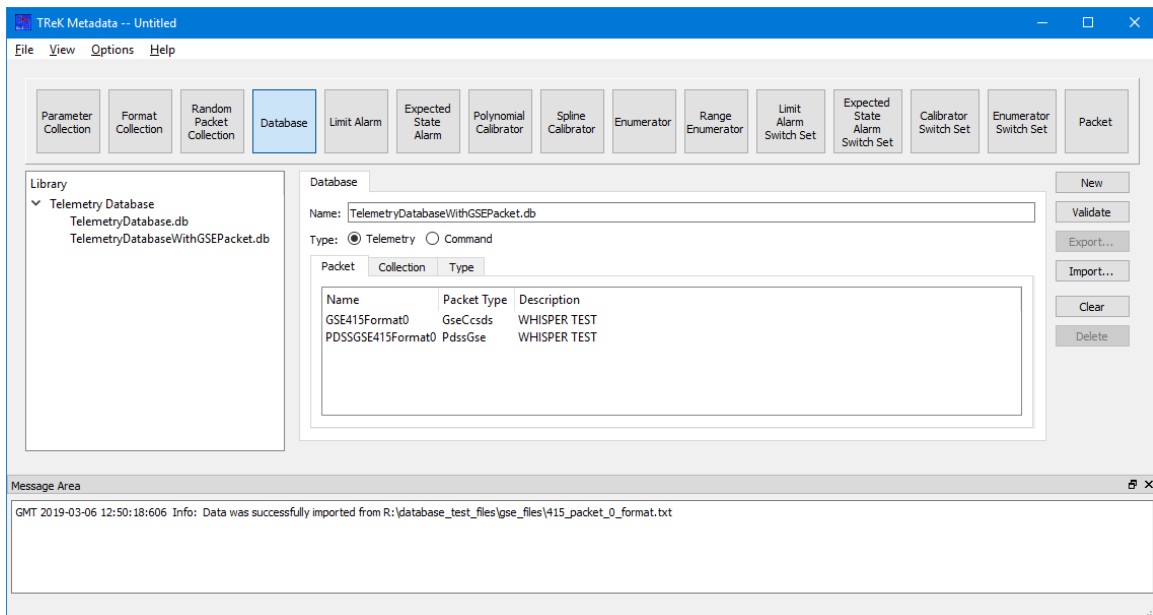 TReK Metadata -- Untitled
File View Options Help
Parameter Collection
Format Collection
Random Packet Collection
Database
Limit Alarm
Expected State Alarm
Polynomial Calibrator
Spline Calibrator
Enumerator
Range Enumerator
Limit Alarm Switch Set
Expected State Alarm Switch Set
Calibrator Switch Set
Enumerator Switch Set
Packet
Library
Telemetry Database
TelemetryDatabase.db
TelemetryDatabaseWithGSEPacket.db
Database
Name: TelemetryDatabaseWithGSEPacket.db
Type: Telemetry Command
Packet Collection Type
Name Packet Type Description
GSE415Format0 GseCcsds WHISPER TEST
PDSSGSE415Format0 PdssGse WHISPER TEST
New
Validate
Export...
Import...
Clear
Delete
Message Area
GMT 2019-03-06 12:50:18:606 Info: Data was successfully imported from R:\database_test_files\gse_files\415_packet_0_format.txt